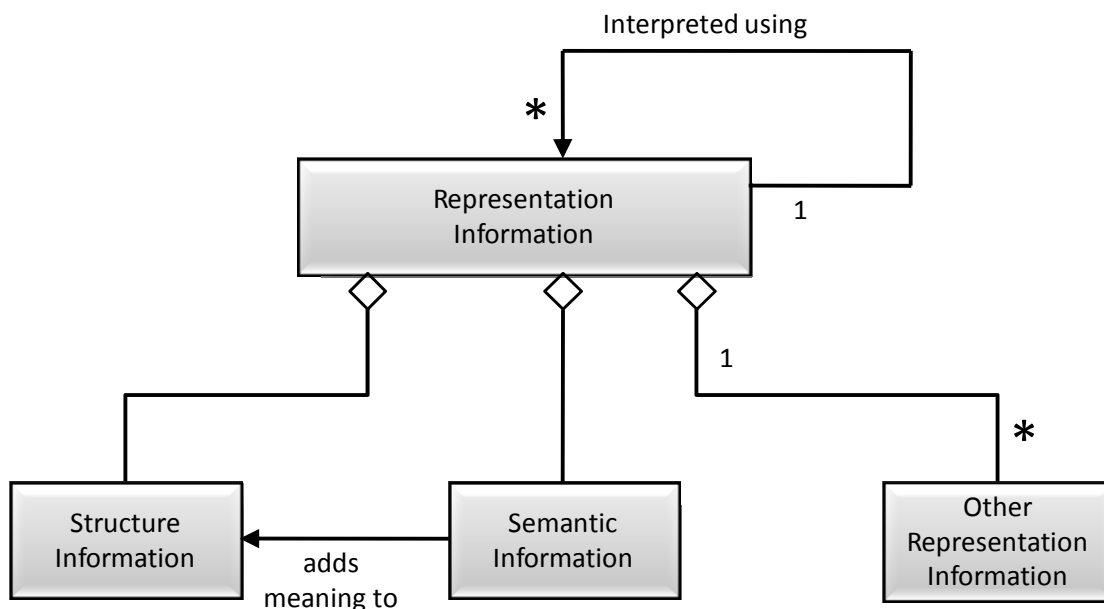 Interpreted using
*
Representation
Information
1
1
*
Structure
Information
adds
meaning to
Semantic
Information
Other
Representation
Information